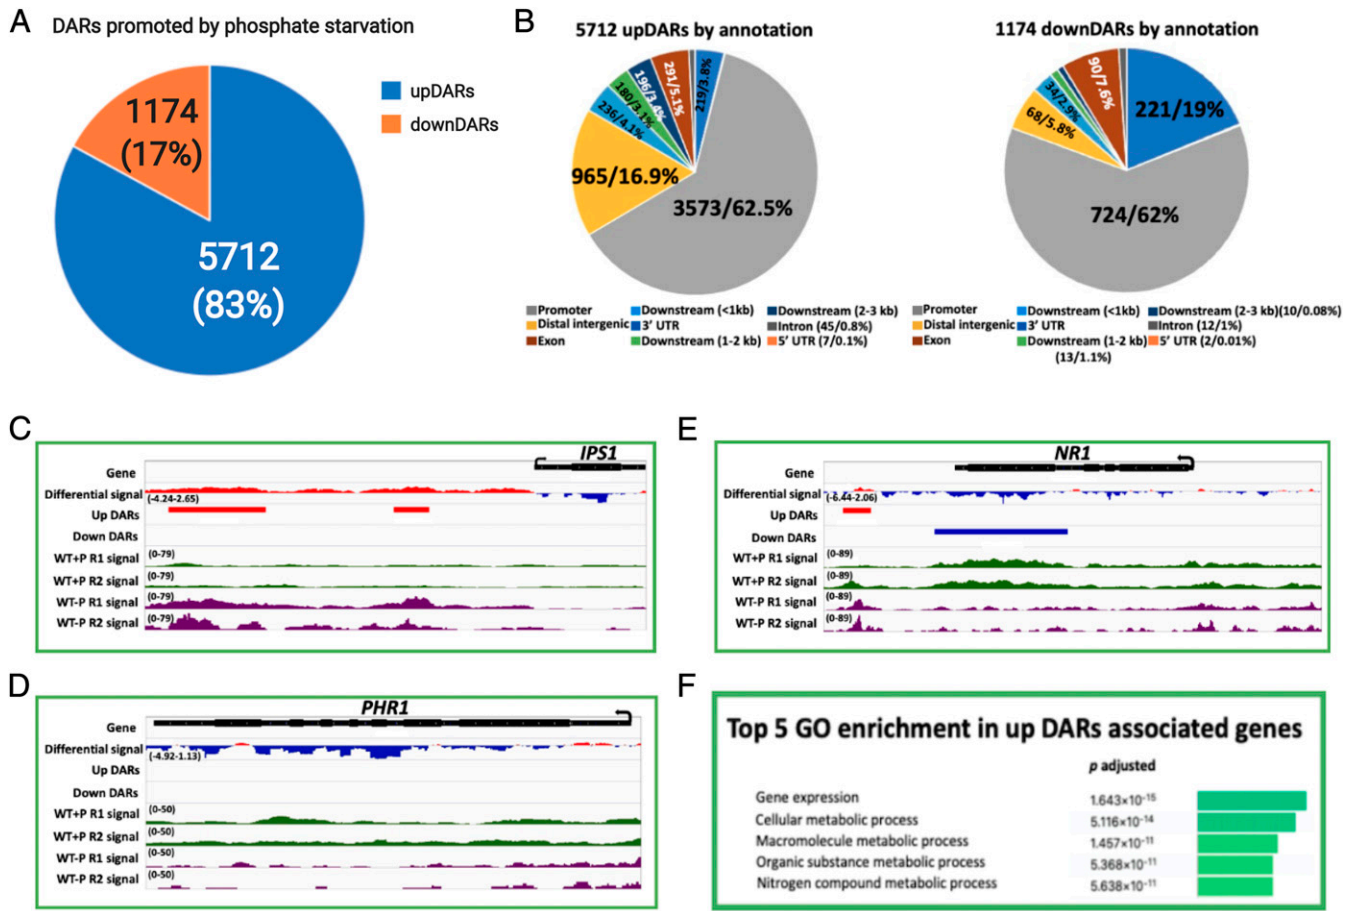 A
DARs promoted by phosphate starvation
1174
(17%)
5712
(83%)
upDARs
downDARs
B
5712 upDARs by annotation
219/3.8%
291/5.1%
196/3.4%
180/3.1%
236/4.1%
965/16.9%
3573/62.5%
Promoter
Downstream (<1kb)
Downstream (2-3 kb)
Distal intergenic
3' UTR
Intron (45/0.8%)
Exon
Downstream (1-2 kb)
5' UTR (7/0.1%)
1174 downDARs by annotation
90/7.6%
34/2.9%
68/5.8%
221/19%
724/62%
Promoter
Downstream (<1kb)
Downstream (2-3 kb)(10/0.08%)
Distal intergenic
3' UTR
Intron (12/1%)
Exon
Downstream (1-2 kb)
(13/1.1%)
5' UTR (2/0.01%)
C
IPS1
Gene
Differential signal
(-4.24-2.65)
Up DARs
Down DARs
WT+P R1 signal
(0-79)
WT+P R2 signal
(0-79)
WT-P R1 signal
(0-79)
WT-P R2 signal
(0-79)
E
NR1
Gene
Differential signal
(-6.44-2.06)
Up DARs
Down DARs
WT+P R1 signal
(0-89)
WT+P R2 signal
(0-89)
WT-P R1 signal
(0-89)
WT-P R2 signal
(0-89)
D
PHR1
Gene
Differential signal
(-4.92-1.13)
Up DARs
Down DARs
WT+P R1 signal
(0-50)
WT+P R2 signal
(0-50)
WT-P R1 signal
(0-50)
WT-P R2 signal
(0-50)
F
Top 5 GO enrichment in up DARs associated genes
p adjusted
Gene expression 1.643×10⁻¹⁵
Cellular metabolic process 5.116×10⁻¹⁴
Macromolecule metabolic process 1.457×10⁻¹¹
Organic substance metabolic process 5.368×10⁻¹¹
Nitrogen compound metabolic process 5.638×10⁻¹¹